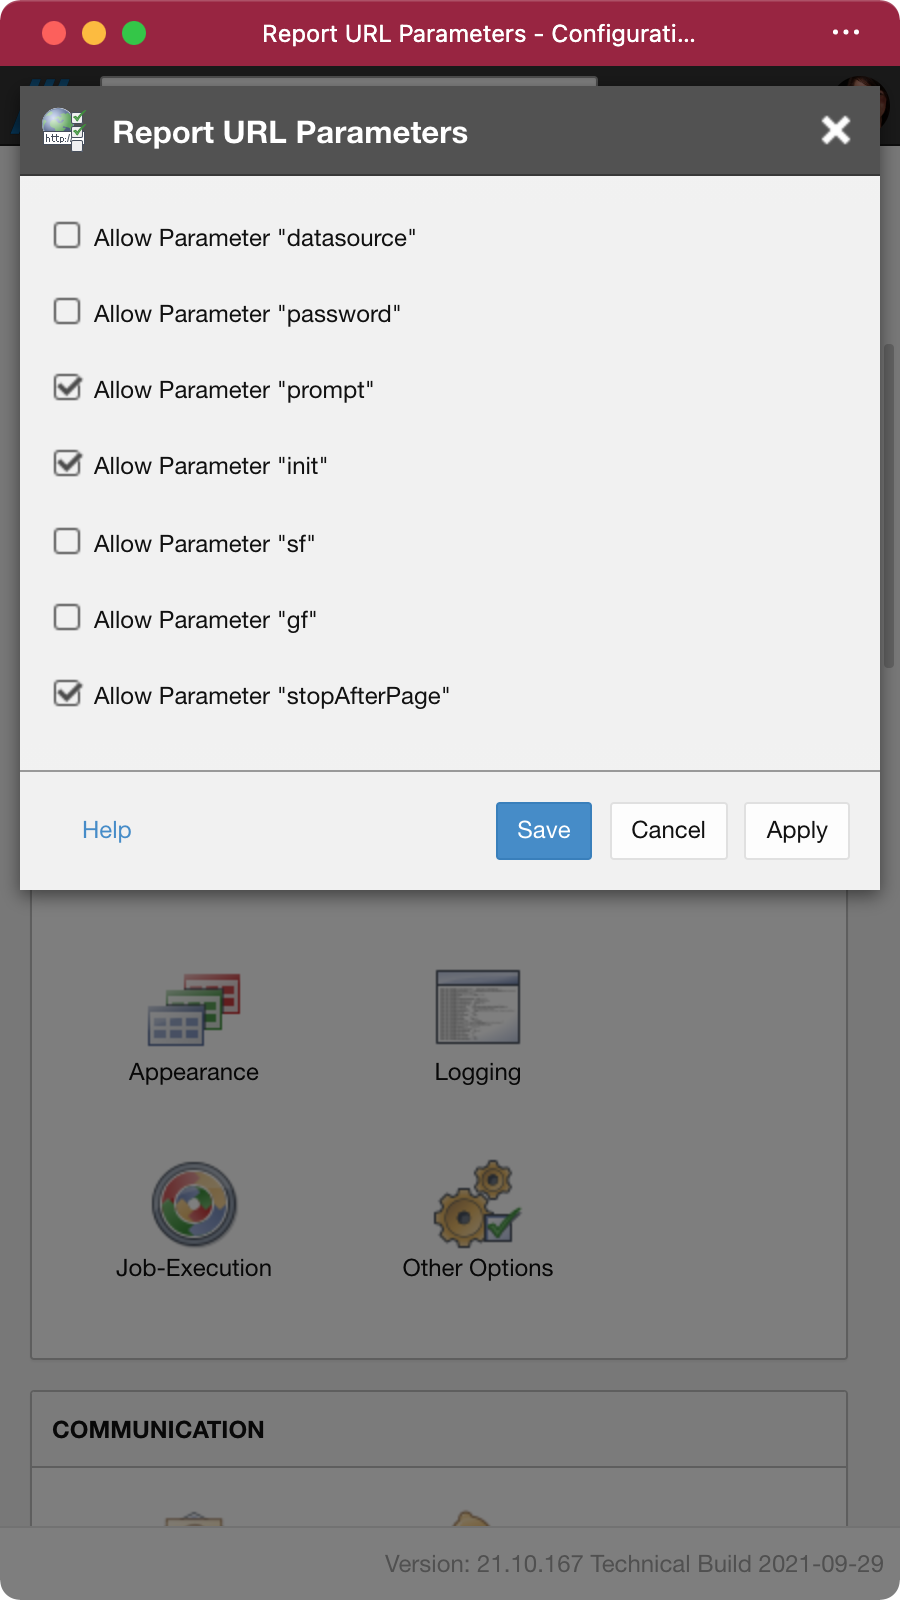 Report URL Parameters - Configurati...
http:/
Report URL Parameters
Allow Parameter "datasource"
Allow Parameter "password"
Allow Parameter "prompt"
Allow Parameter "init"
Allow Parameter "sf"
Allow Parameter "gf"
Allow Parameter "stopAfterPage"
Help
Save
Cancel
Apply
Appearance
Logging
Job-Execution
Other Options
COMMUNICATION
Version: 21.10.167 Technical Build 2021-09-29